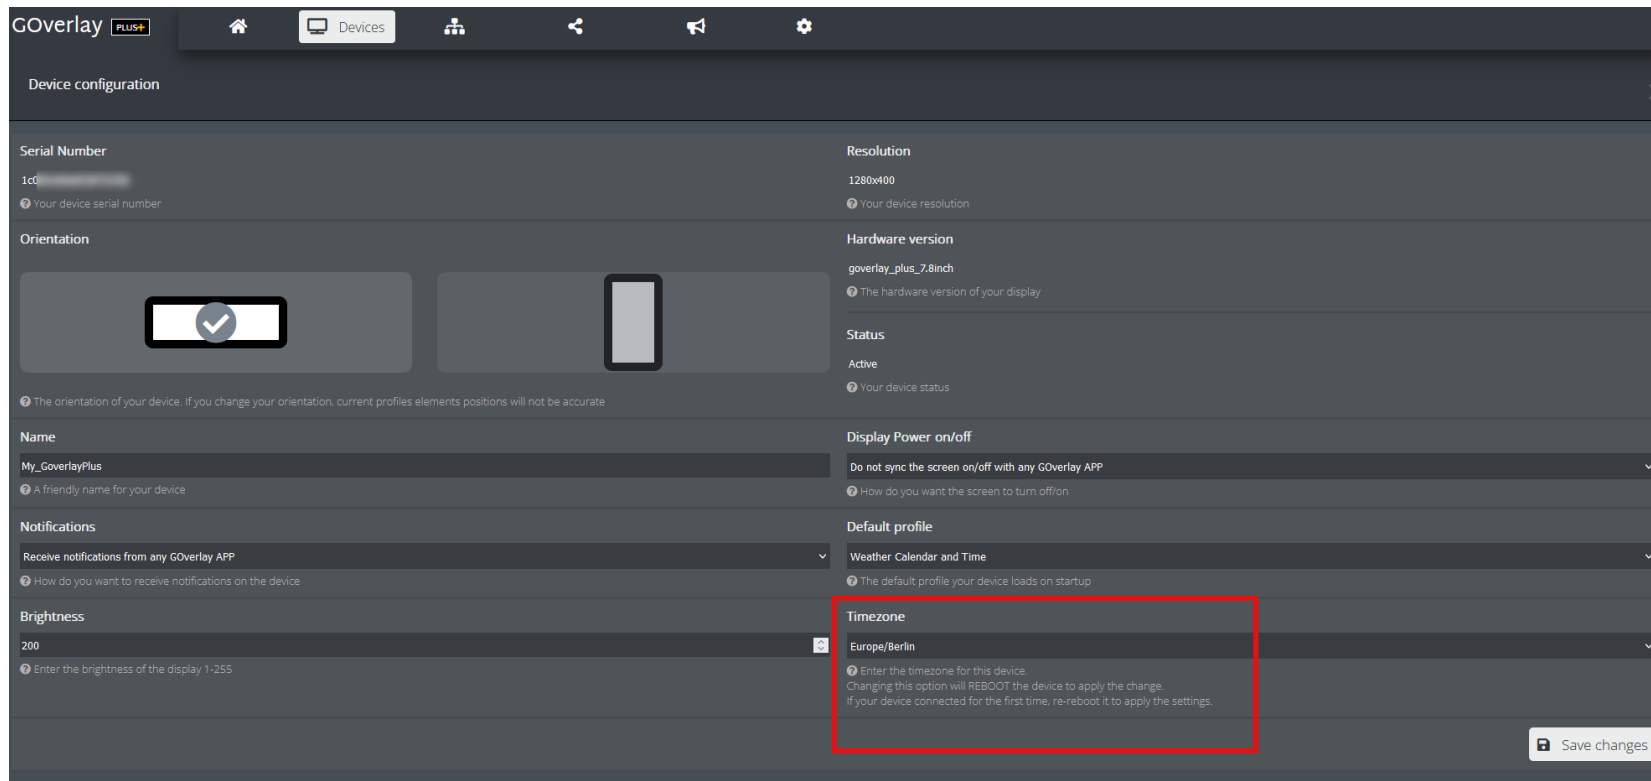 GOverlay PLUS+
Devices
Device configuration
Serial Number
1c0
Your device serial number
Resolution
1280x400
Your device resolution
Orientation
The orientation of your device. If you change your orientation, current profiles elements positions will not be accurate
Hardware version
goverlay_plus_7.8inch
The hardware version of your display
Status
Active
Your device status
Name
My_GoverlayPlus
A friendly name for your device
Display Power on/off
Do not sync the screen on/off with any GOverlay APP
How do you want the screen to turn off/on
Notifications
Receive notifications from any GOverlay APP
How do you want to receive notifications on the device
Default profile
Weather Calendar and Time
The default profile your device loads on startup
Brightness
200
Enter the brightness of the display 1-255
Timezone
Europe/Berlin
Enter the timezone for this device.
Changing this option will REBOOT the device to apply the change.
If your device connected for the first time, re-reboot it to apply the settings.
Save changes